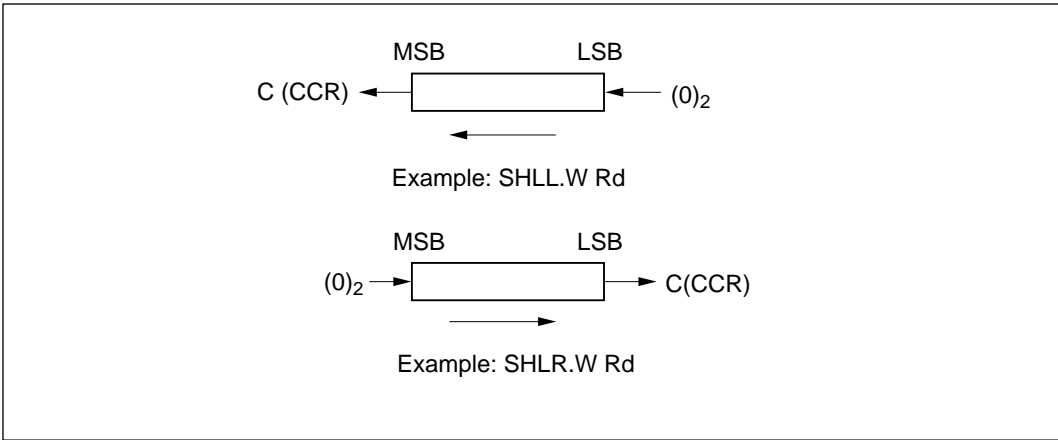 MSB LSB
C (CCR) (0)2
Example: SHLL.W Rd
MSB LSB
(0)2 C(CCR)
Example: SHLR.W Rd